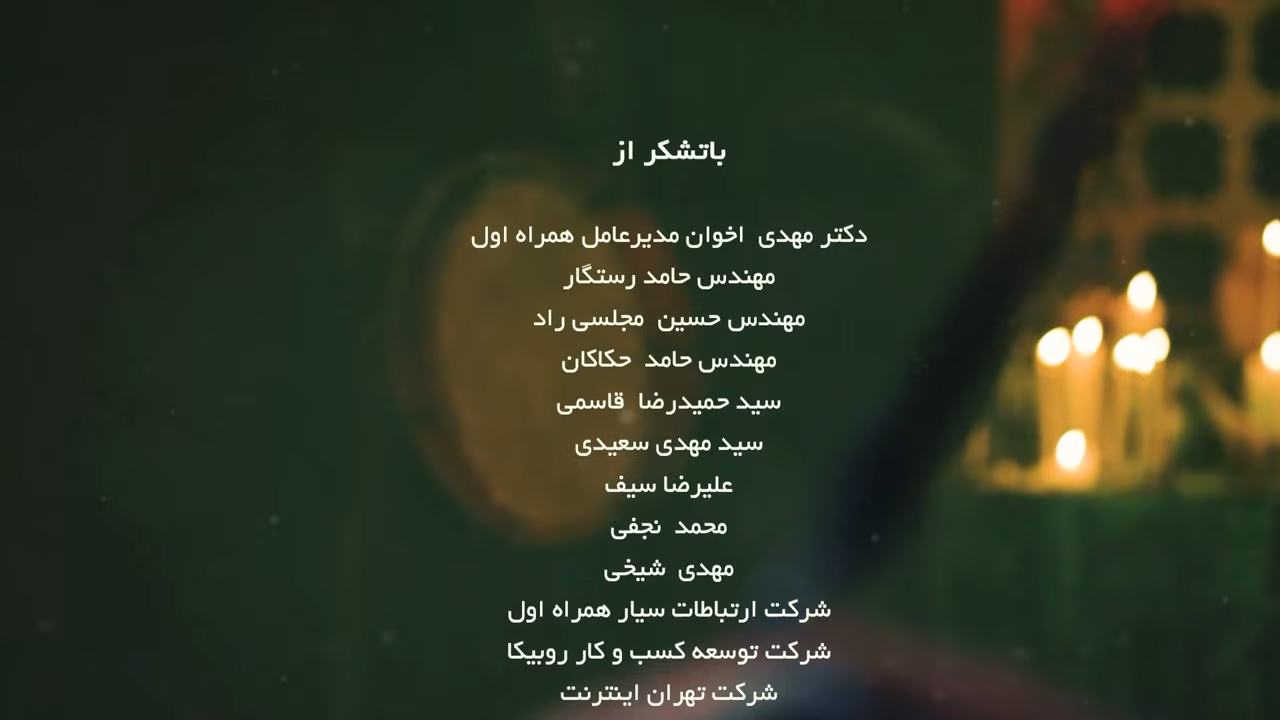 باتشکر از
دکتر مهدی اخوان مدیرعامل همراه اول
مهندس حامد رستگار
مهندس حسین مجلسی راد
مهندس حامد حکاکان
سید حمیدرضا قاسمی
سید مهدی سعیدی
علیرضا سیف
محمد نجفی
مهدی شیخی
شرکت ارتباطات سیار همراه اول
شرکت توسعه کسب و کار روبیکا
شرکت تهران اینترنت